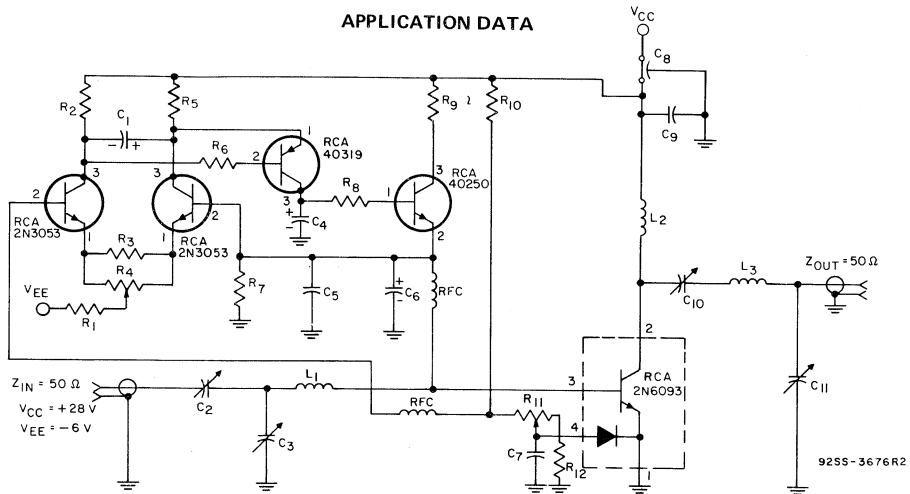 APPLICATION DATA
VCC
C8
C9
R2
C1
- +
R5
R9 ≀
R10
1
RCA
40319
R6
2
3
3
3
2
RCA
2N3053
2
RCA
2N3053
3
+
-
C4
R8
1
RCA
40250
2
L2
1
R3
1
R4
VEE
R1
R7
C5
+
-
C6
RFC
C10
L3
ZOUT = 50 Ω
ZIN = 50 Ω
VCC = +28 V
VEE = -6 V
C2
L1
C3
RFC
R11
C7
R12
3
2
RCA
2N6093
4
1
C11
92SS-3676R2